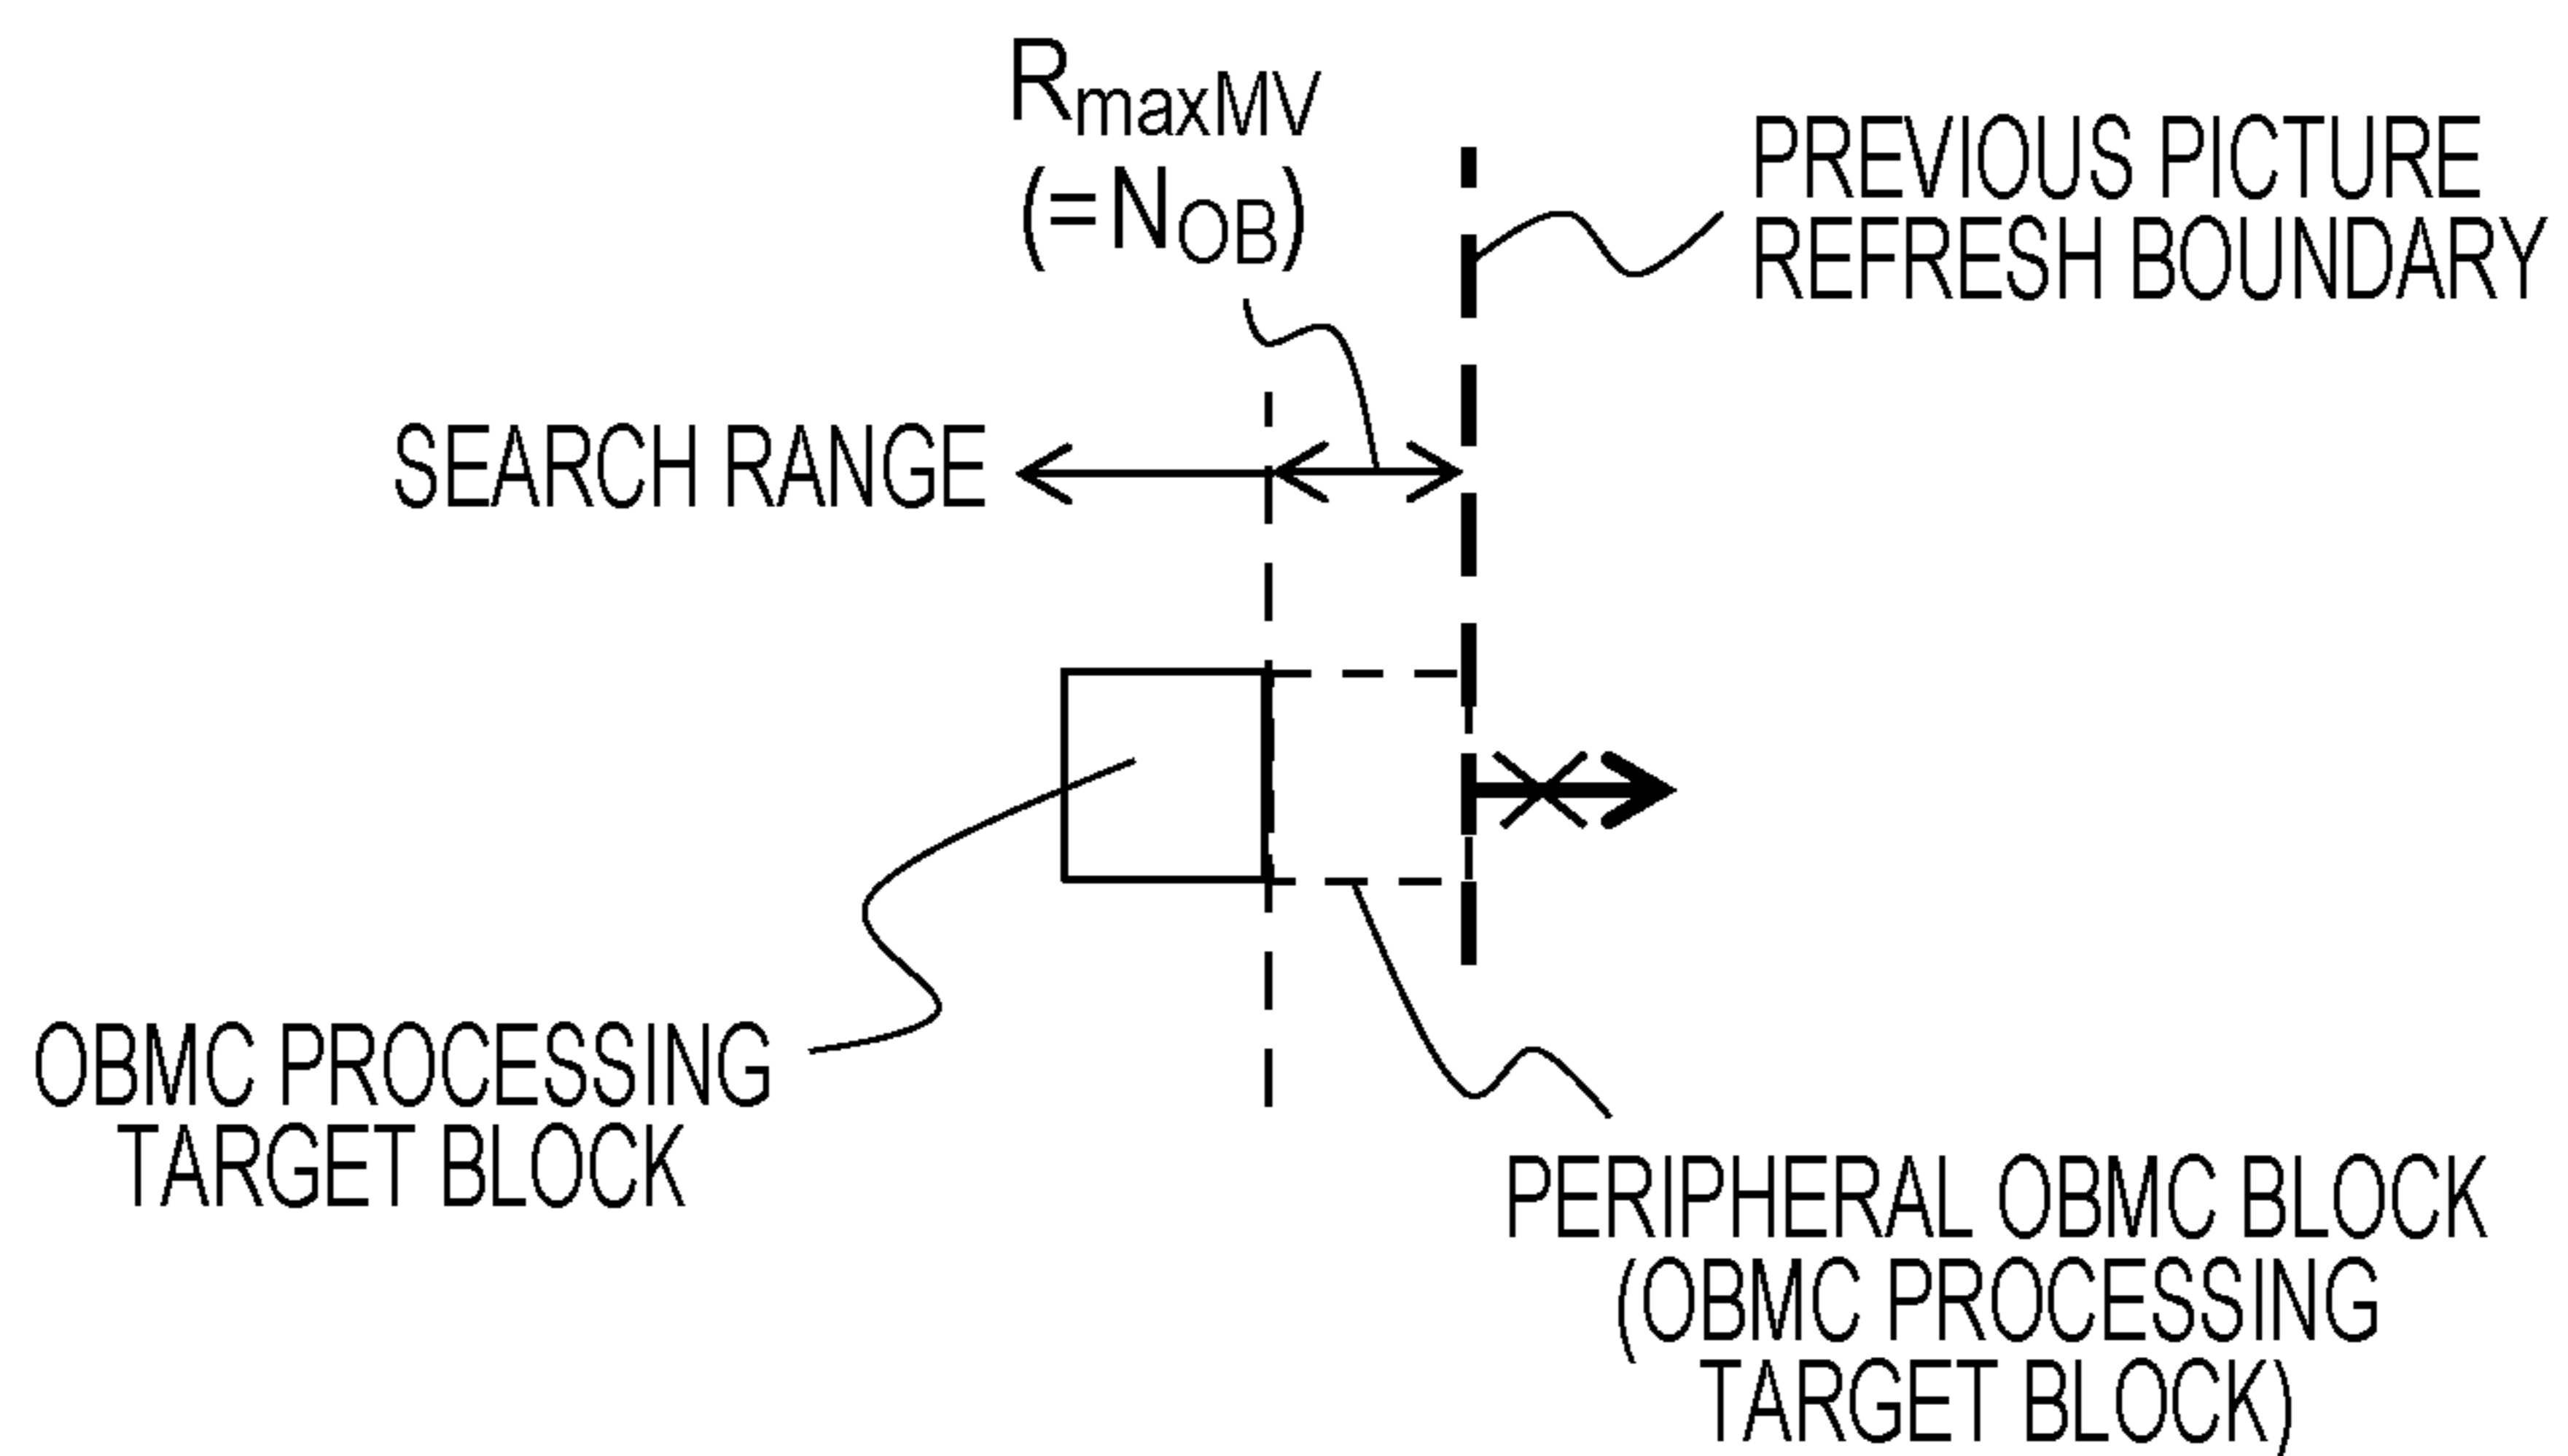 RmaxMV
(=NOB)
PREVIOUS PICTURE
REFRESH BOUNDARY
SEARCH RANGE
OBMC PROCESSING
TARGET BLOCK
PERIPHERAL OBMC BLOCK
(OBMC PROCESSING
TARGET BLOCK)